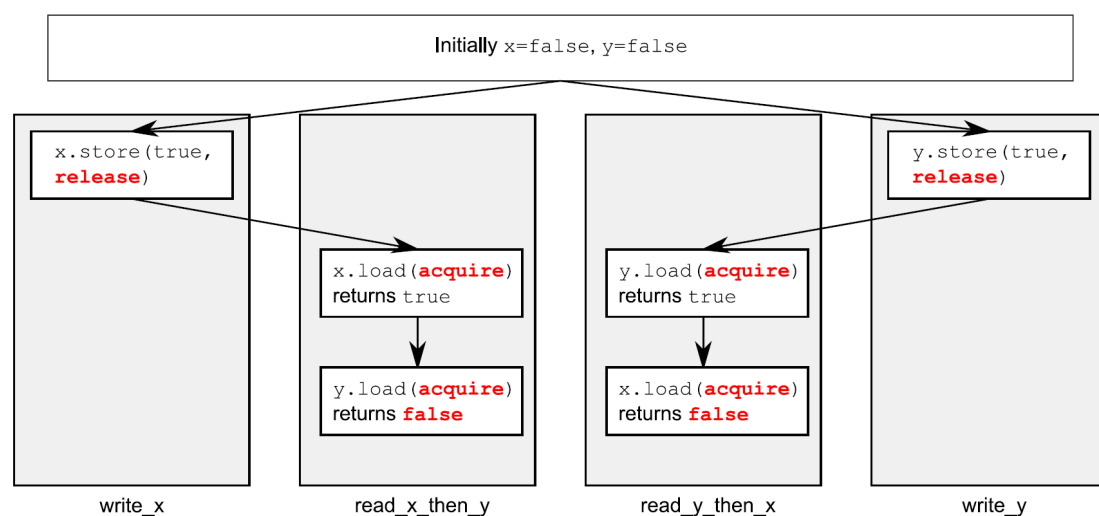 Initially x=false, y=false
x.store(true,
release)
y.store(true,
release)
x.load(acquire)
returns true
y.load(acquire)
returns true
y.load(acquire)
returns false
x.load(acquire)
returns false
write_x
read_x_then_y
read_y_then_x
write_y